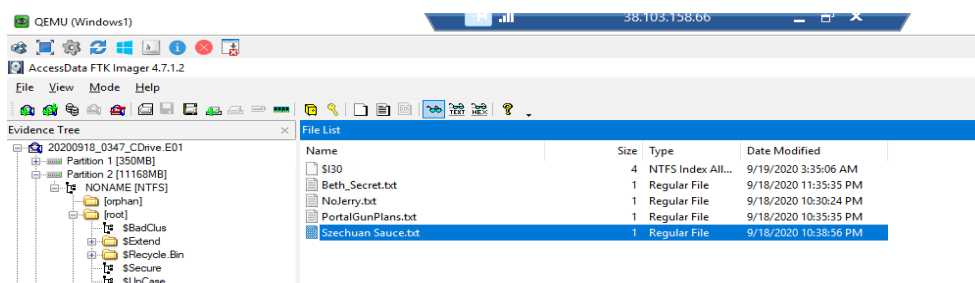 QEMU (Windows1)
38.103.158.66
AccessData FTK Imager 4.7.1.2
File View Mode Help
TEXT HEX
Evidence Tree
File List
Name Size Type Date Modified
20200918_0347_CDrive.E01
Partition 1 [350MB]
Partition 2 [11168MB]
NONAME [NTFS]
[orphan]
[root]
$BadClus
$Extend
$Recycle.Bin
$Secure
$UpCase
$I30 4 NTFS Index All... 9/19/2020 3:35:06 AM
Beth_Secret.txt 1 Regular File 9/18/2020 11:35:35 PM
NoJerry.txt 1 Regular File 9/18/2020 10:30:24 PM
PortalGunPlans.txt 1 Regular File 9/18/2020 10:35:35 PM
Szechuan Sauce.txt 1 Regular File 9/18/2020 10:38:56 PM